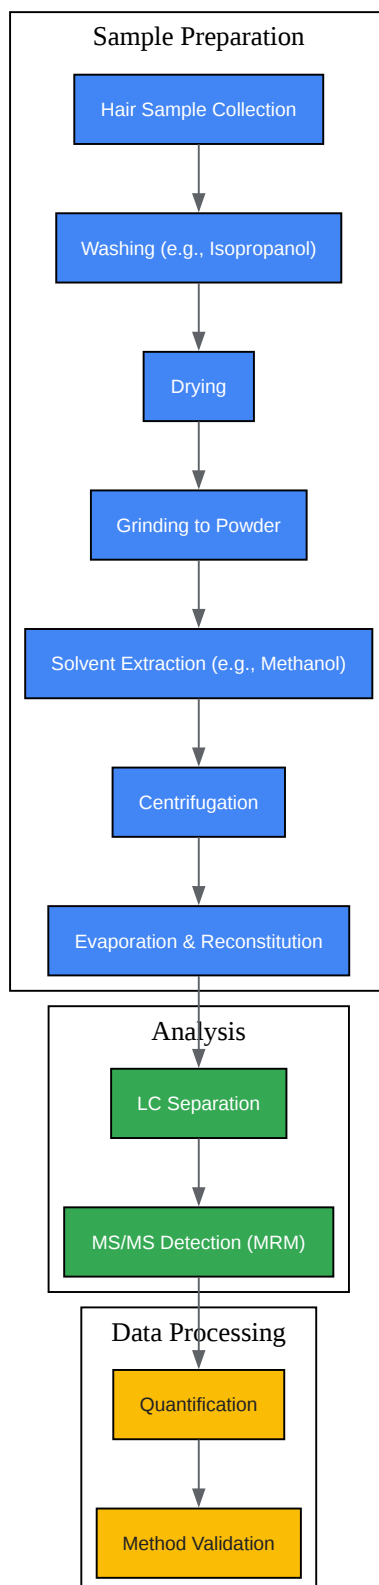 Sample Preparation
Hair Sample Collection
Washing (e.g., Isopropanol)
Drying
Grinding to Powder
Solvent Extraction (e.g., Methanol)
Centrifugation
Evaporation & Reconstitution
Analysis
LC Separation
MS/MS Detection (MRM)
Data Processing
Quantification
Method Validation